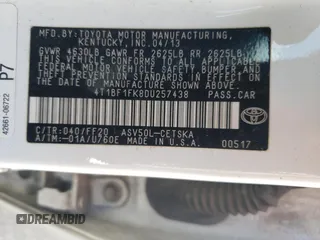 MFD. BY:
TOYOTA MOTOR MANUFACTURING,
KENTUCKY, INC. 04/13
GVWR 4630LB GAWR FR 2625LB RR 2625LB
THIS VEHICLE CONFORMS TO ALL APPLICABLE
FEDERAL MOTOR VEHICLE SAFETY, BUMPER, AND
THEFT PREVENTION STANDARDS IN EFFECT ON
THE DATE OF MANUFACTURE SHOWN ABOVE.
4T1BF1FK8DU257438 PASS.CAR
C/TR:040/FF20 ASV50L-CETSKA
A/TM:-01A/U760E MADE IN U.S.A. 00517
P7
42661-06722
DREAMBID